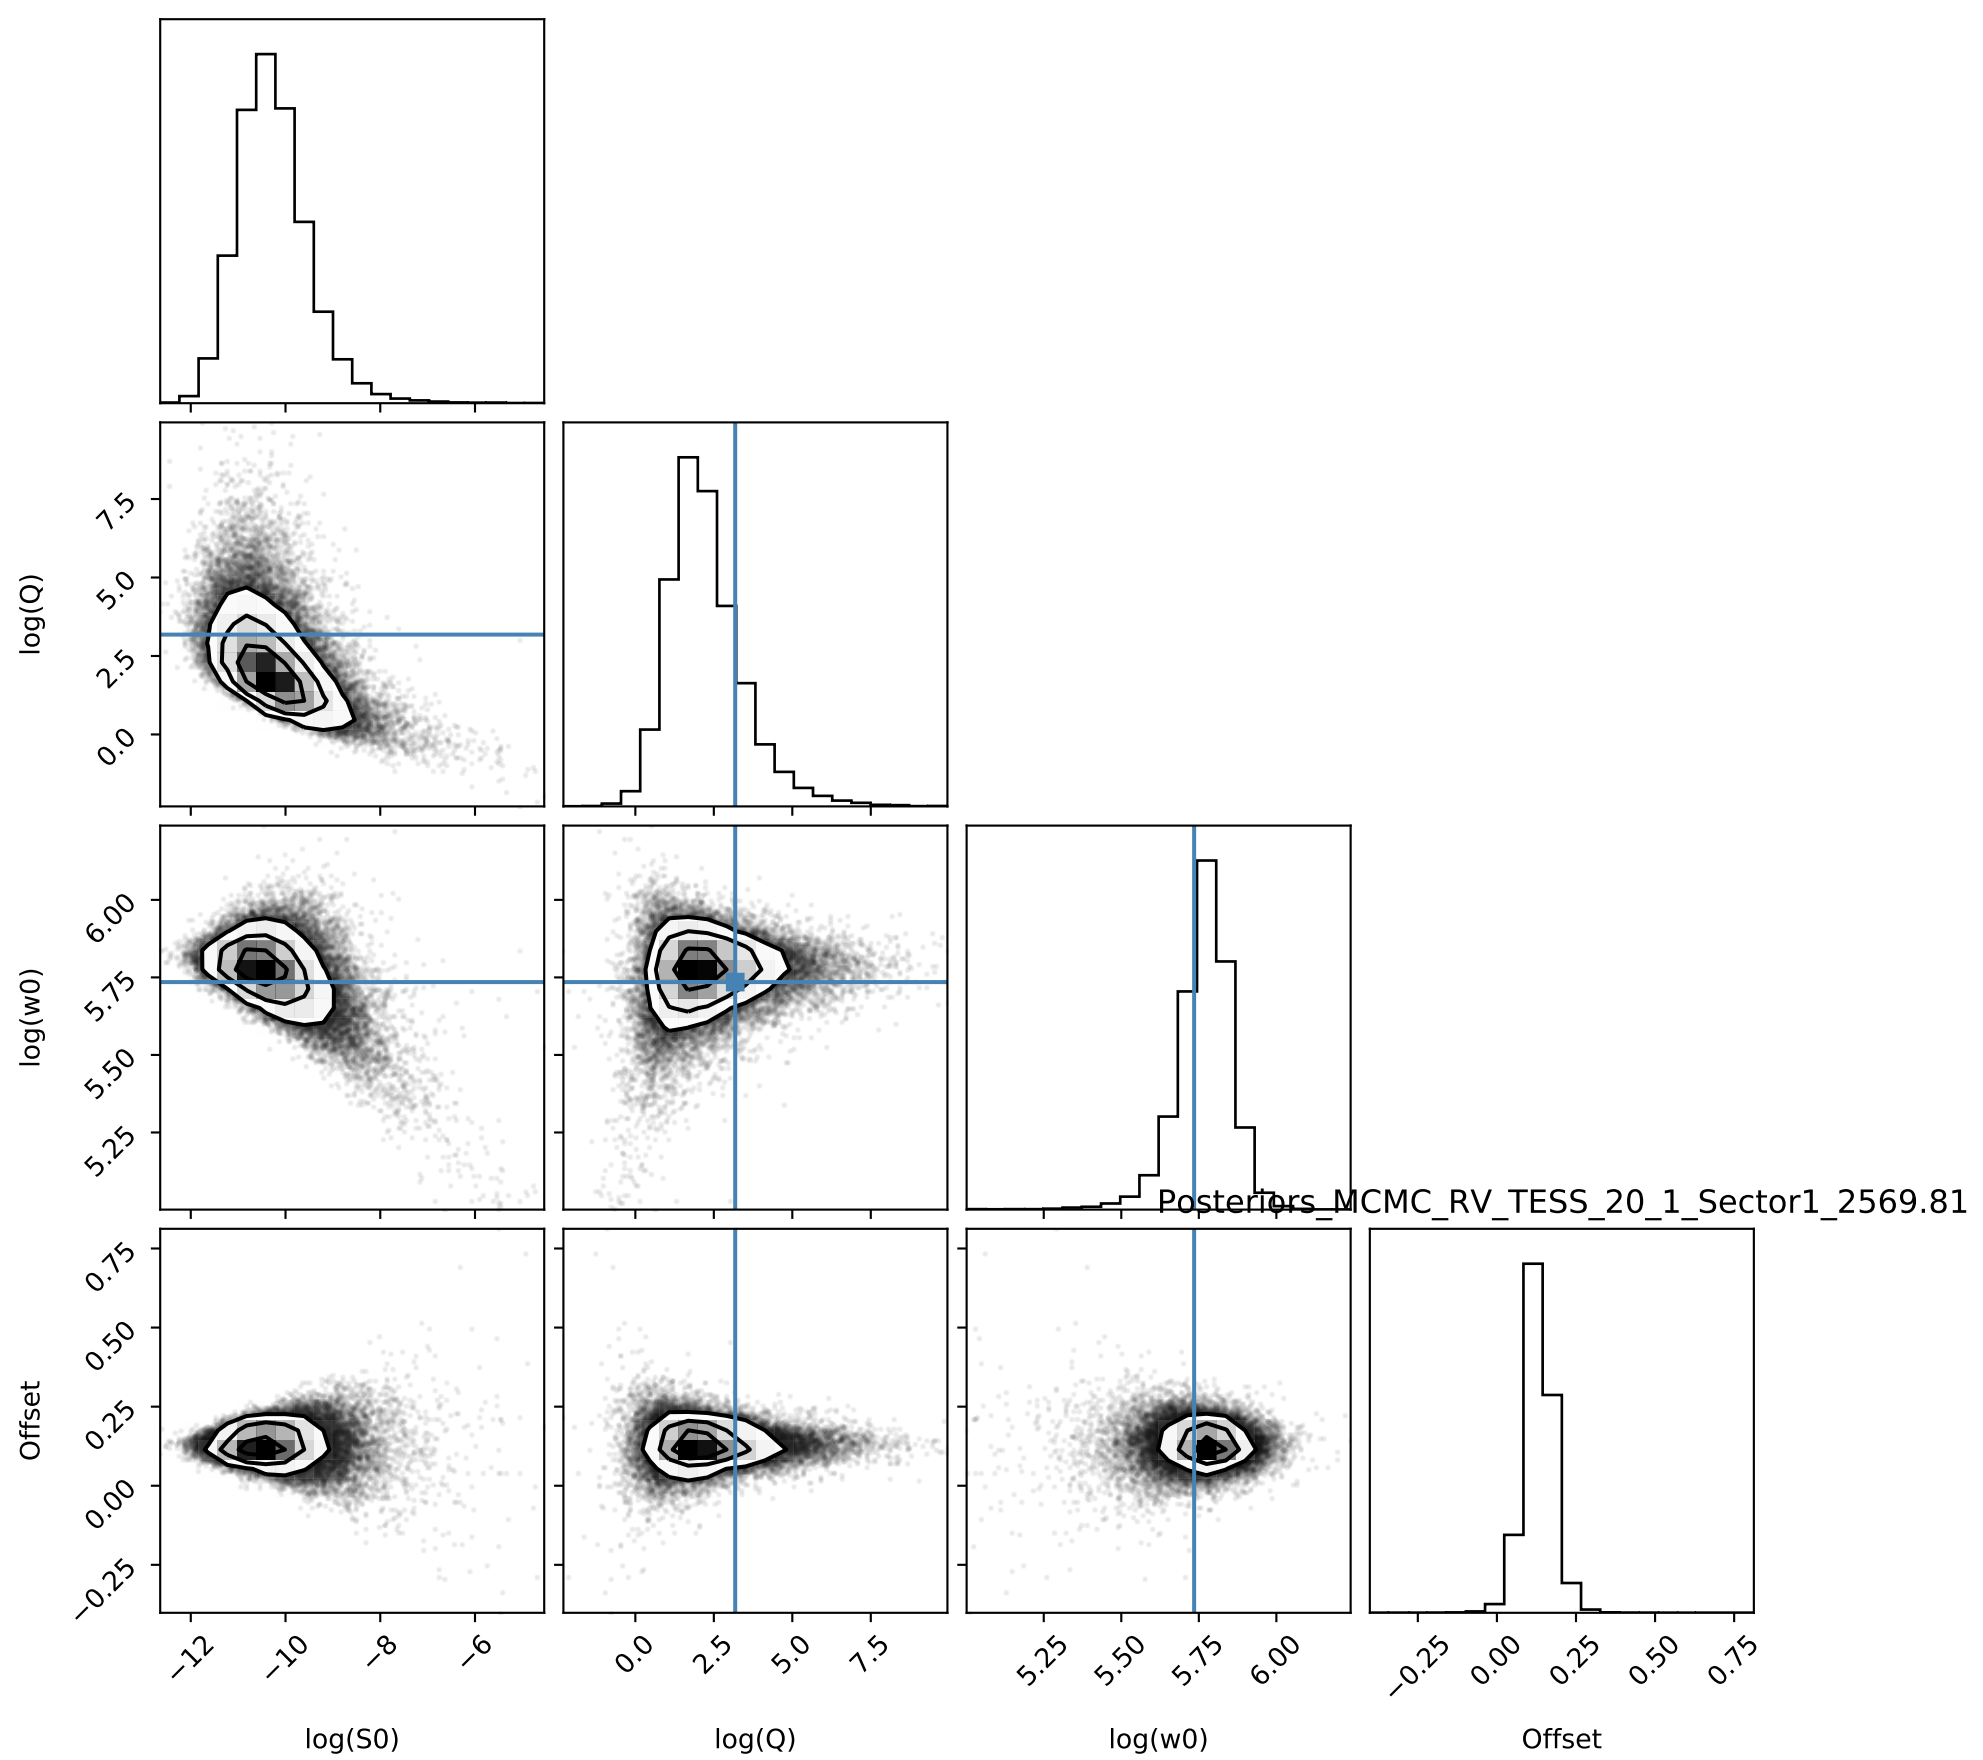 7.5
5.0
2.5
0.0
log(Q)
6.00
5.75
5.50
5.25
log(w0)
Posteriors_MCMC_RV_TESS_20_1_Sector1_2569.81
0.75
0.50
0.25
0.00
−0.25
Offset
−12 −10 −8 −6 0.0 2.5 5.0 7.5 5.25 5.50 5.75 6.00 −0.25 0.00 0.25 0.50 0.75
log(S0) log(Q) log(w0) Offset